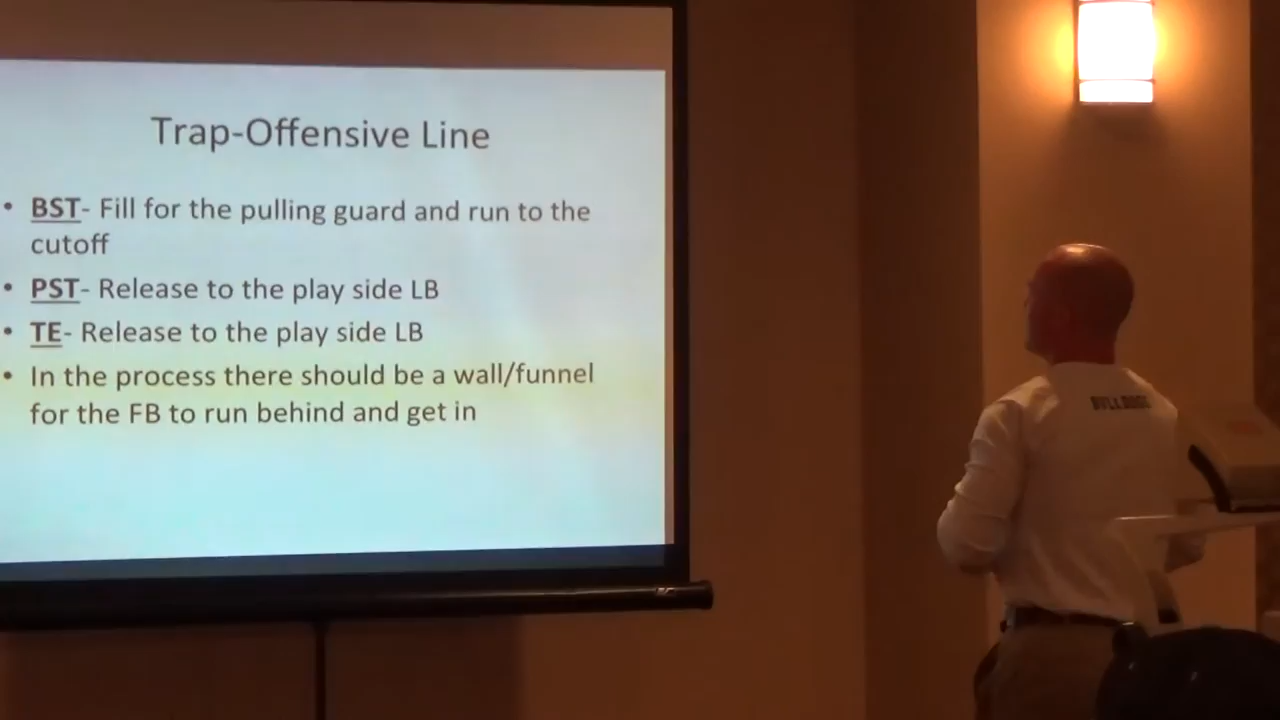 Trap-Offensive Line
• BST- Fill for the pulling guard and run to the
cutoff
• PST- Release to the play side LB
• TE- Release to the play side LB
• In the process there should be a wall/funnel
for the FB to run behind and get in
BULLDOGS